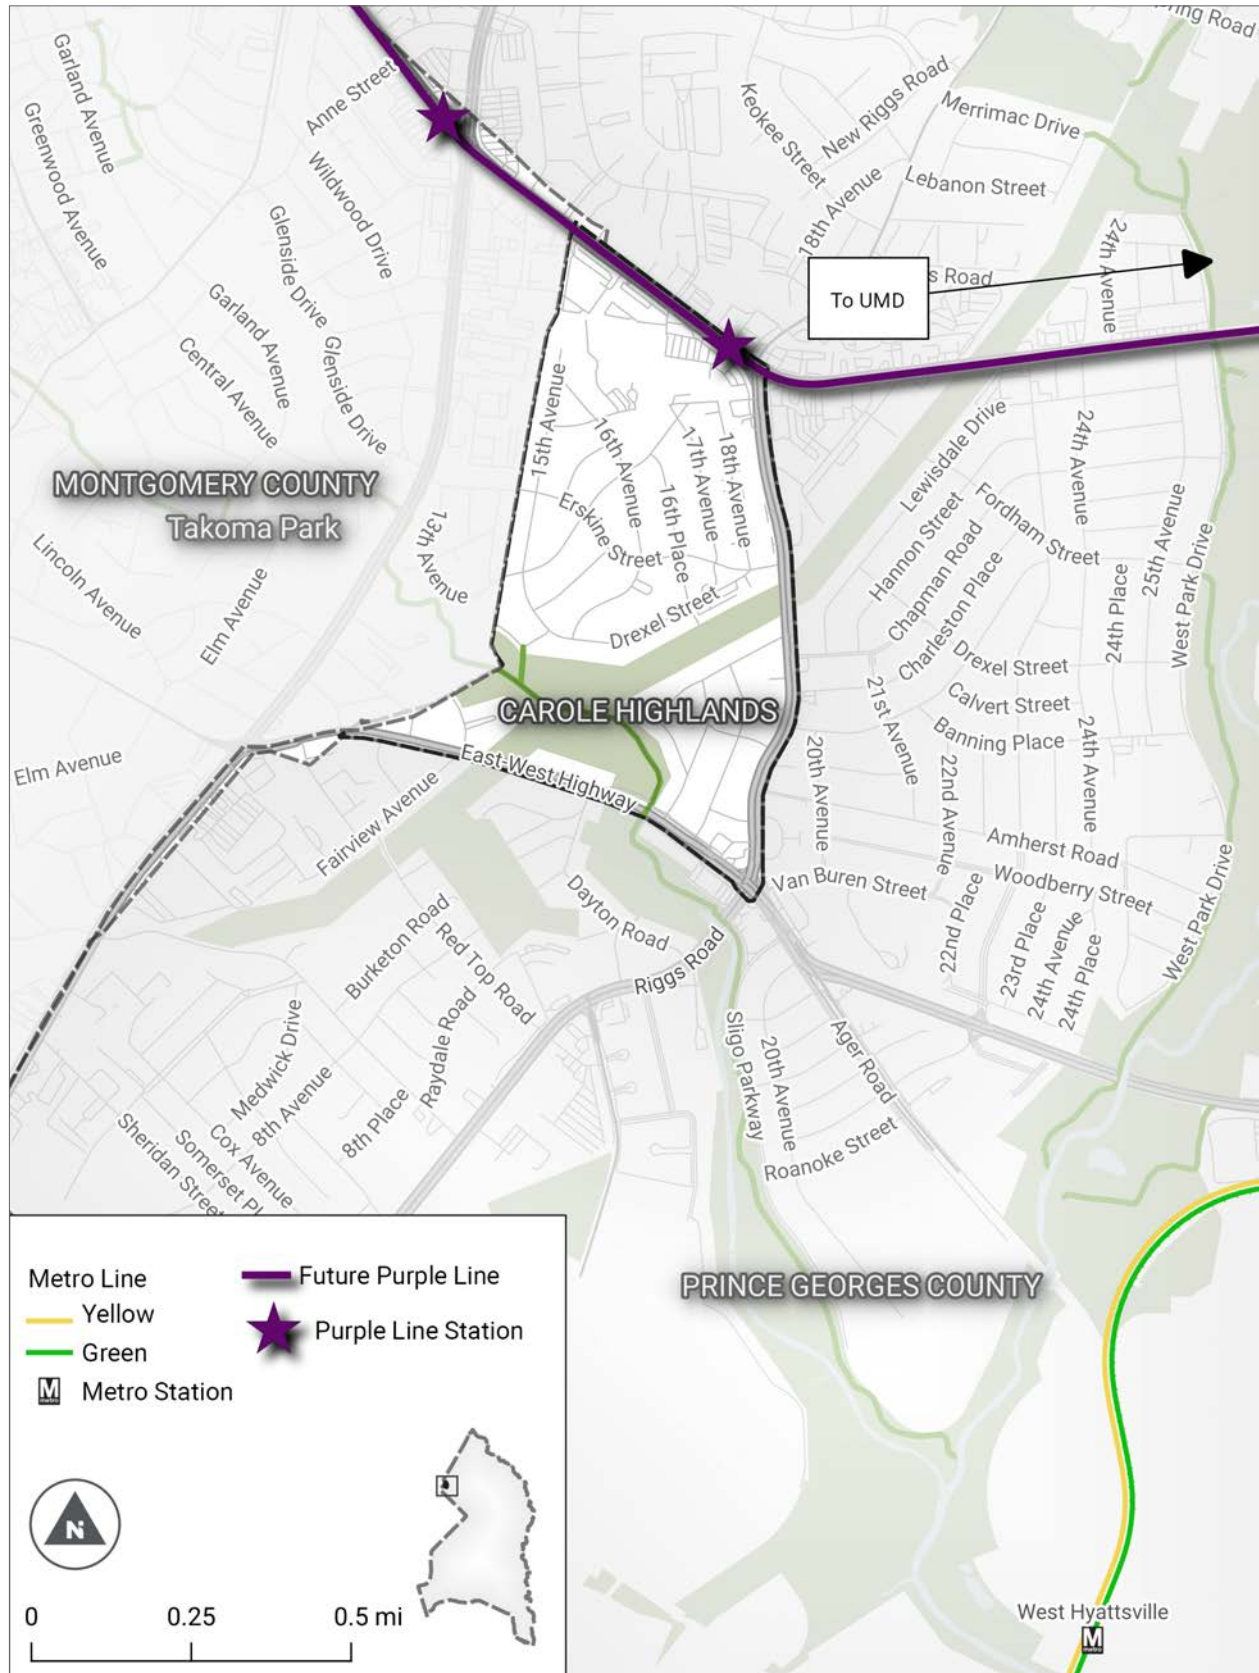 Spring Road
Garland Avenue
Greenwood Avenue
Anne Street
Wildwood Drive
Keokee Street
New Riggs Road
Merrimac Drive
Lebanon Street
18th Avenue
24th Avenue
s Road
To UMD
Glenside Drive
Garland Avenue
Central Avenue
Glenside Drive
15th Avenue
16th Avenue
17th Avenue
18th Avenue
Erskine Street
16th Place
Drexel Street
Lewisdale Drive
24th Avenue
Hannon Street
Fordham Street
Chapman Road
Charleston Place
25th Avenue
24th Place
West Park Drive
MONTGOMERY COUNTY
Takoma Park
13th Avenue
Lincoln Avenue
Elm Avenue
Drexel Street
Calvert Street
Banning Place
21st Avenue
CAROLE HIGHLANDS
20th Avenue
22nd Avenue
24th Avenue
Elm Avenue
East-West Highway
Fairview Avenue
Amherst Road
Woodberry Street
Van Buren Street
West Park Drive
22nd Place
23rd Place
24th Avenue
24th Place
Dayton Road
Burketon Road
Red Top Road
Riggs Road
Raydale Road
Medwick Drive
8th Avenue
8th Place
Cox Avenue
Somerset Pl
Sheridan Street
Sligo Parkway
20th Avenue
Ager Road
Roanoke Street
PRINCE GEORGES COUNTY
Metro Line
Yellow
Green
M
metro
Metro Station
Future Purple Line
Purple Line Station
N
0 0.25 0.5 mi
West Hyattsville
M
metro